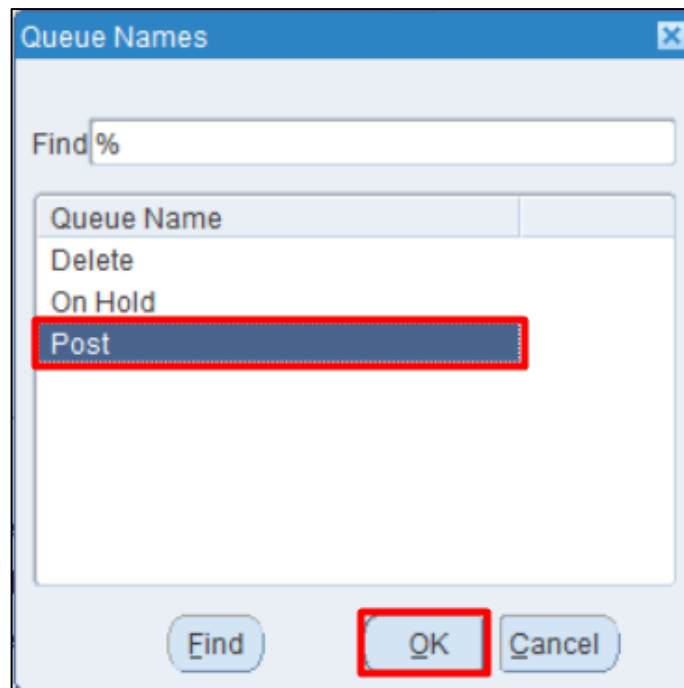 Queue Names
Find %
Queue Name
Delete
On Hold
Post
Find OK Cancel